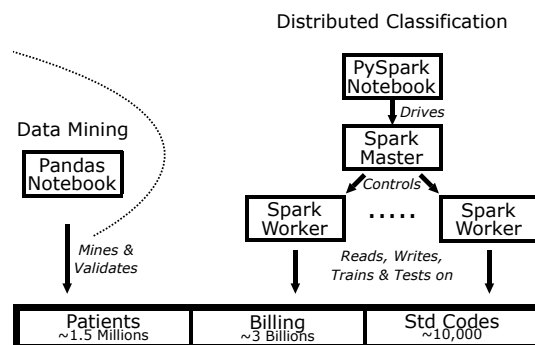 Distributed Classification
PySpark
Notebook
Drives
Data Mining
Pandas
Notebook
Spark
Master
Controls
Spark
Worker
.....
Spark
Worker
Mines &
Validates
Reads, Writes,
Trains & Tests on
Patients
~1.5 Millions
Billing
~3 Billions
Std Codes
~10,000